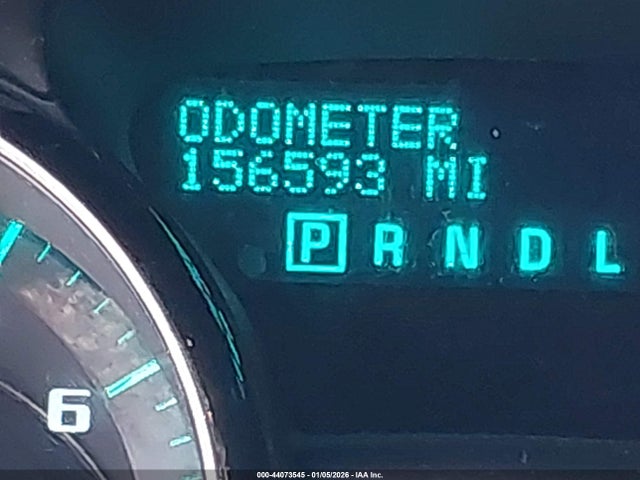 ODOMETER
156593 MI
P R N D L
6
000-44073545 - 01/05/2026 - IAA Inc.